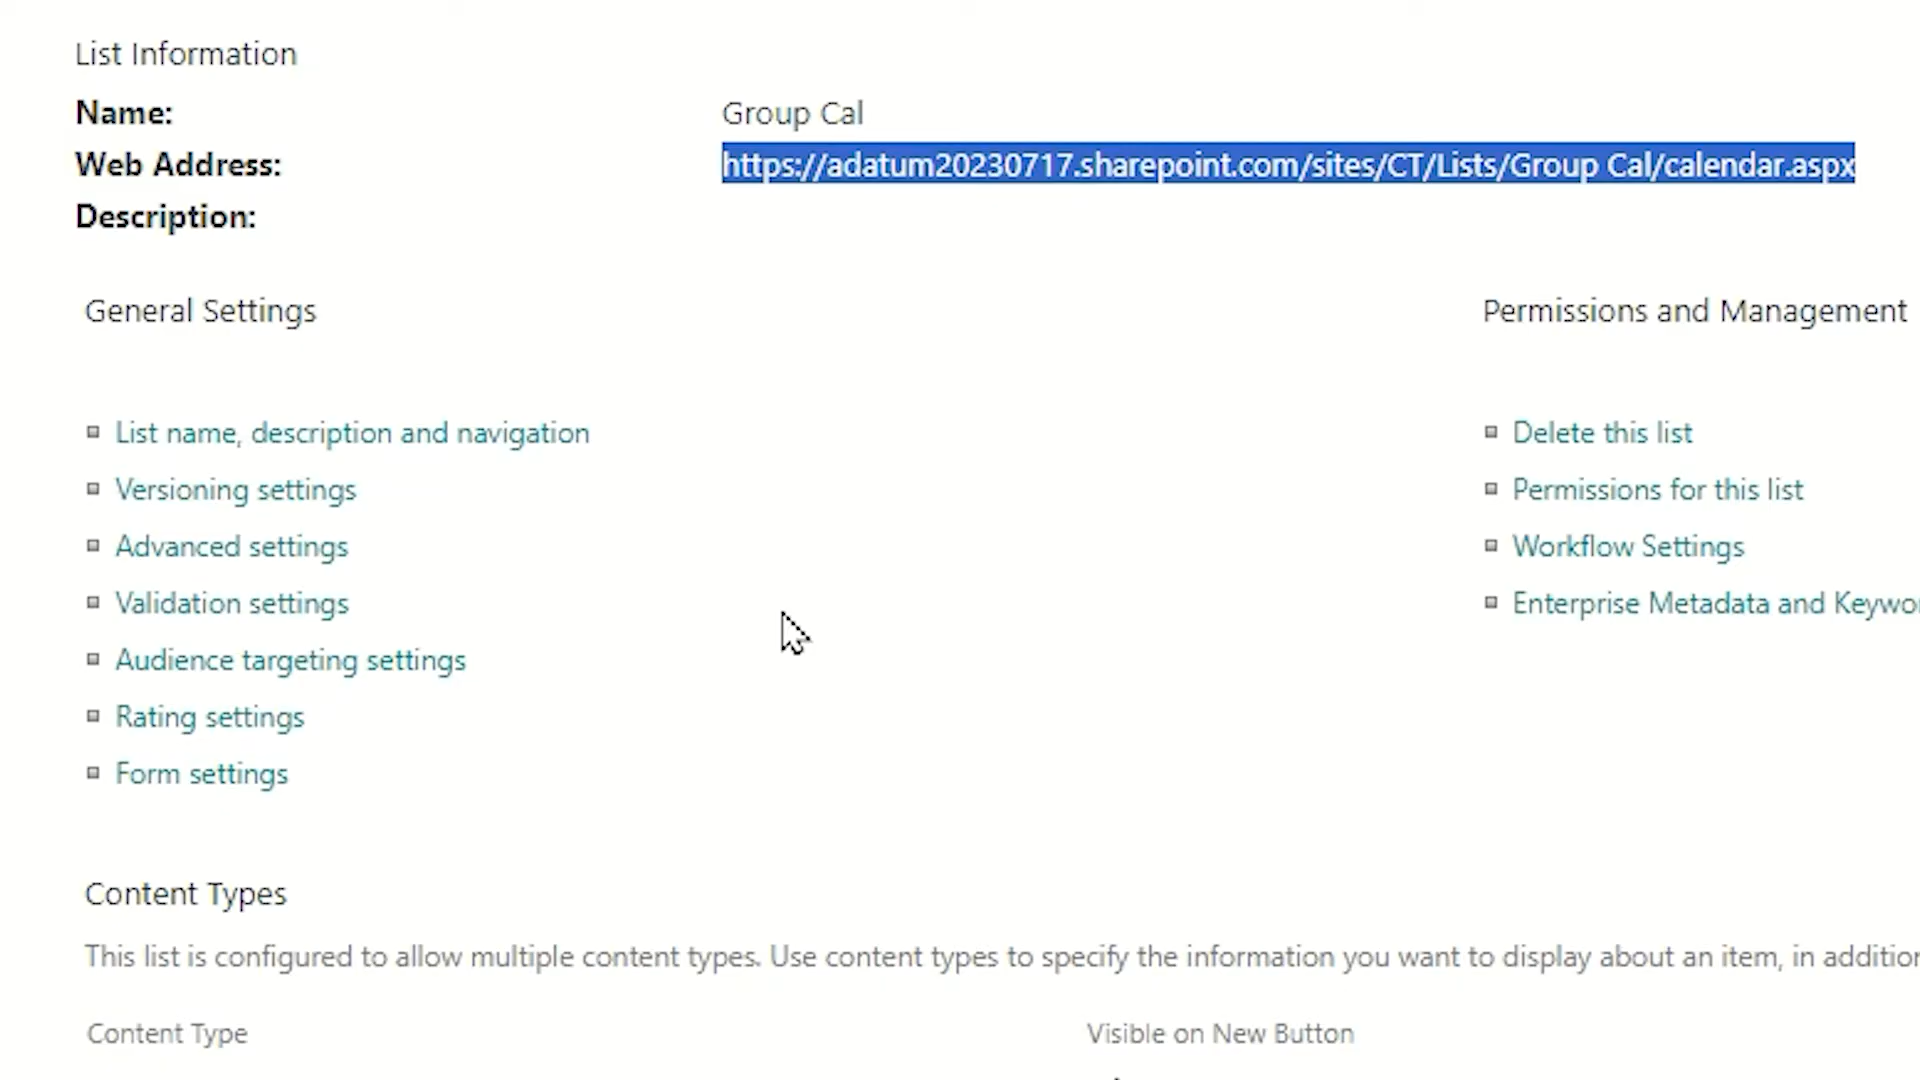 List Information
Name: Group Cal
Web Address: https://adatum20230717.sharepoint.com/sites/CT/Lists/Group Cal/calendar.aspx
Description:
General Settings
Permissions and Management
List name, description and navigation
Delete this list
Versioning settings
Permissions for this list
Advanced settings
Workflow Settings
Validation settings
Enterprise Metadata and Keywor
Audience targeting settings
Rating settings
Form settings
Content Types
This list is configured to allow multiple content types. Use content types to specify the information you want to display about an item, in addition
Content Type
Visible on New Button